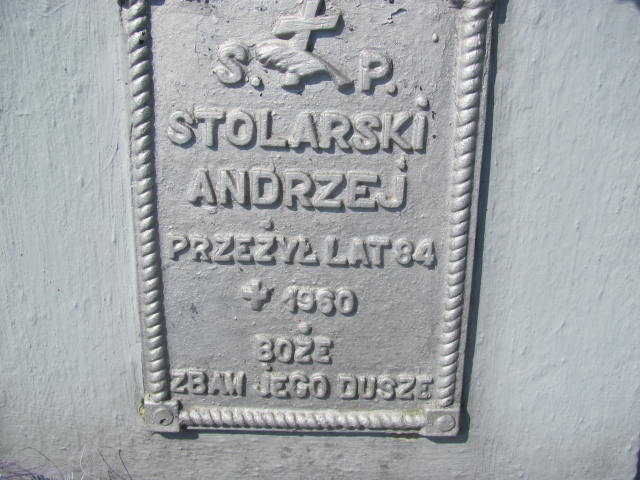 S. P.
STOLARSKI
ANDRZEJ
PRZEŻYŁ LAT 84
✝ 1960
BOŻE
ZBAW JEGO DUSZE